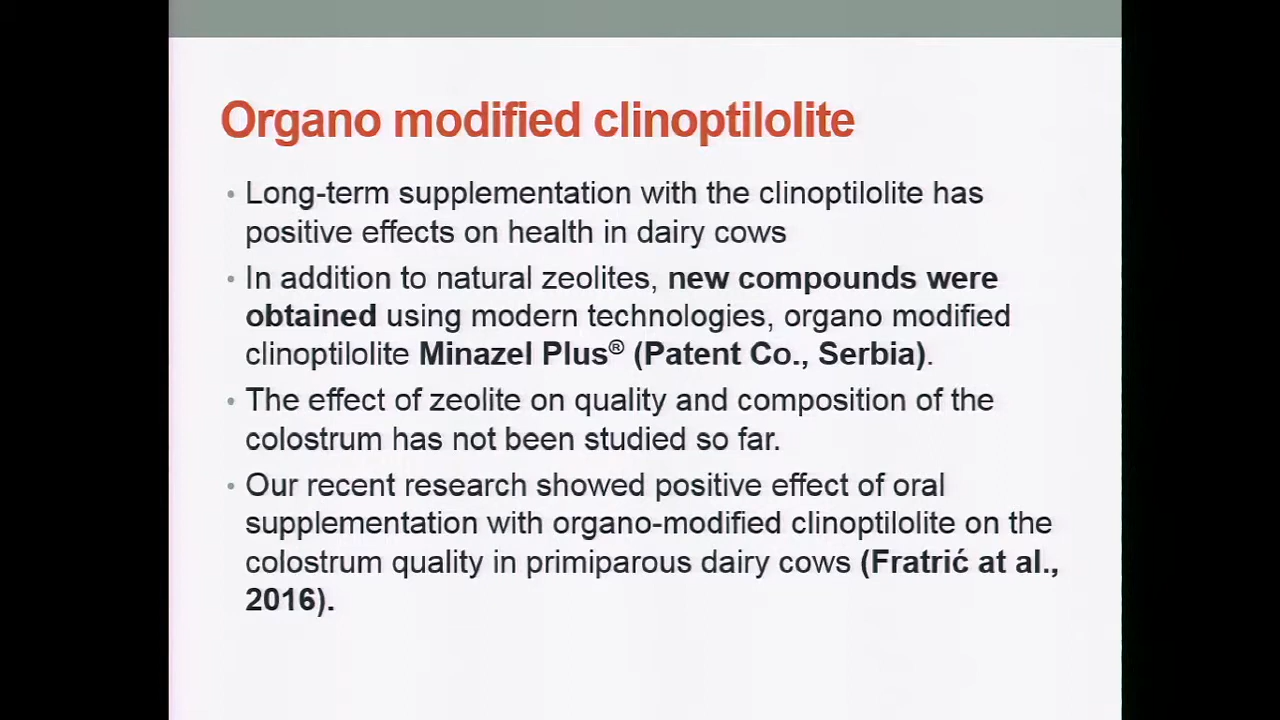 Organo modified clinoptilolite
• Long-term supplementation with the clinoptilolite has
positive effects on health in dairy cows
• In addition to natural zeolites, new compounds were
obtained using modern technologies, organo modified
clinoptilolite Minazel Plus® (Patent Co., Serbia).
• The effect of zeolite on quality and composition of the
colostrum has not been studied so far.
• Our recent research showed positive effect of oral
supplementation with organo-modified clinoptilolite on the
colostrum quality in primiparous dairy cows (Fratrić at al.,
2016).